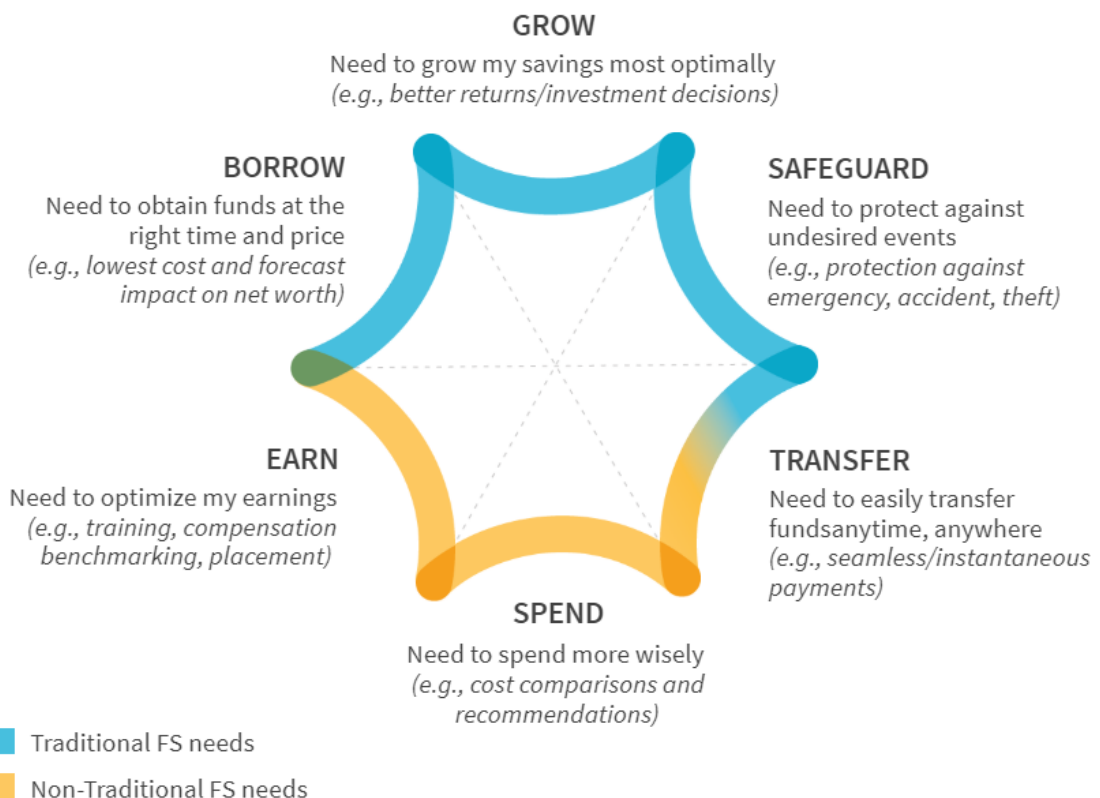 GROW
Need to grow my savings most optimally
(e.g., better returns/investment decisions)
BORROW
Need to obtain funds at the
right time and price
(e.g., lowest cost and forecast
impact on net worth)
SAFEGUARD
Need to protect against
undesired events
(e.g., protection against
emergency, accident, theft)
EARN
Need to optimize my earnings
(e.g., training, compensation
benchmarking, placement)
TRANSFER
Need to easily transfer
fundsanytime, anywhere
(e.g., seamless/instantaneous
payments)
SPEND
Need to spend more wisely
(e.g., cost comparisons and
recommendations)
Traditional FS needs
Non-Traditional FS needs